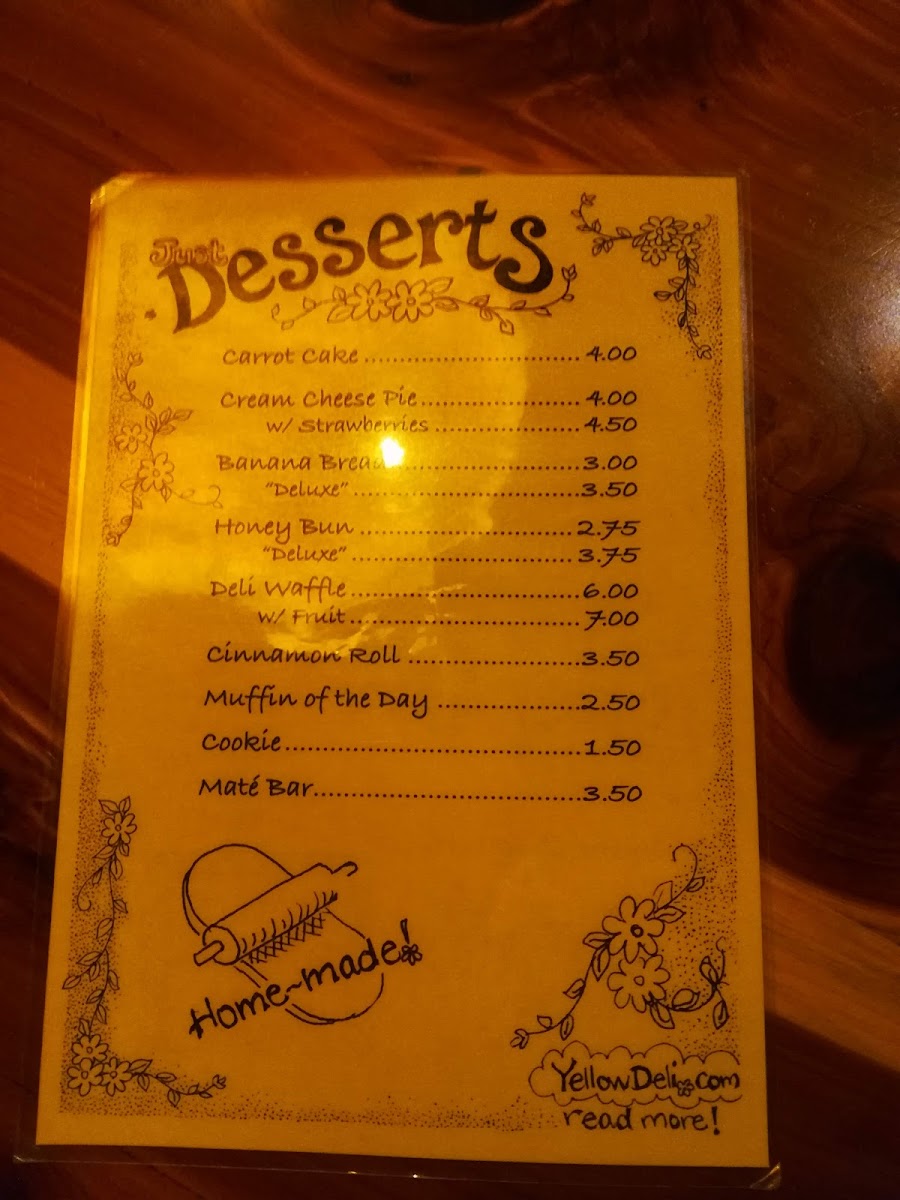 Just
Desserts
Carrot Cake ........................... 4.00
Cream Cheese Pie .................... 4.00
w/ Strawberries .................. 4.50
Banana Bread ......................3.00
"Deluxe" ............................3.50
Honey Bun ........................... 2.75
"Deluxe" ............................ 3.75
Deli Waffle .............................6.00
w/ Fruit ............................. 7.00
Cinnamon Roll ......................3.50
Muffin of the Day ..................2.50
Cookie..................................... 1.50
Maté Bar.................................3.50
Home-made!
YellowDeli.com
read more!